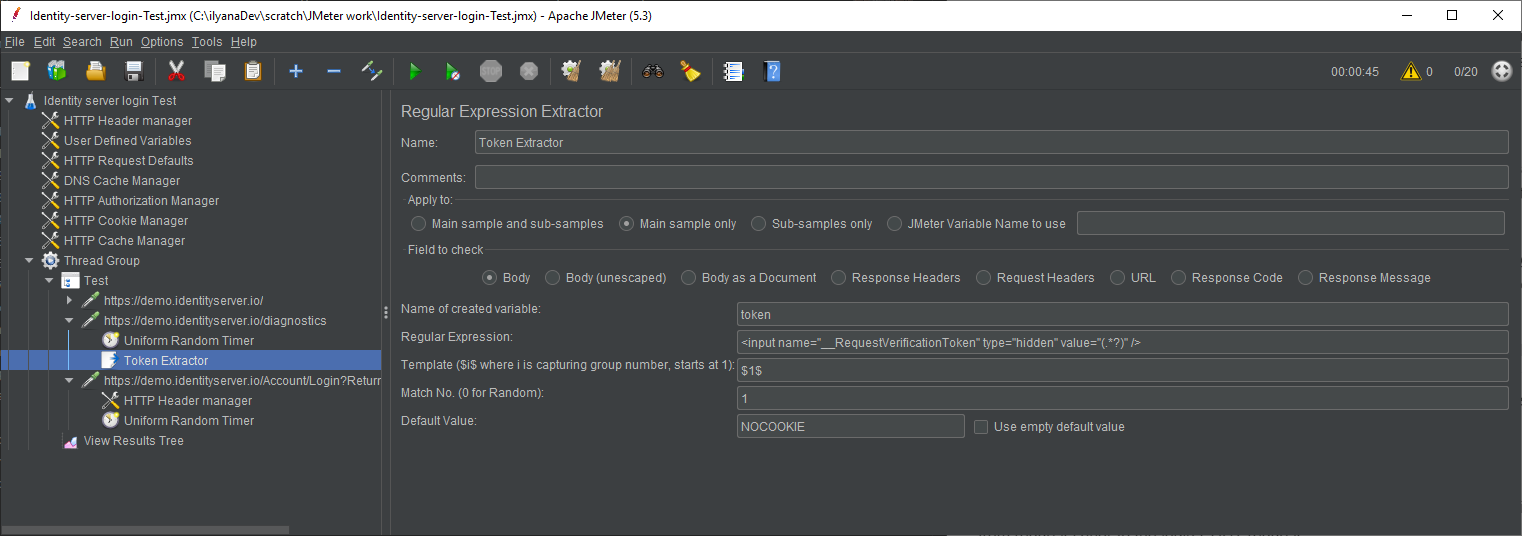 Identity-server-login-Test.jmx (C:\ilyanaDev\scratch\JMeter work\Identity-server-login-Test.jmx) - Apache JMeter (5.3)
File Edit Search Run Options Tools Help
STOP 00:00:45 0 0/20
Identity server login Test
HTTP Header manager
User Defined Variables
HTTP Request Defaults
DNS Cache Manager
HTTP Authorization Manager
HTTP Cookie Manager
HTTP Cache Manager
Thread Group
Test
https://demo.identityserver.io/
https://demo.identityserver.io/diagnostics
Uniform Random Timer
Token Extractor
https://demo.identityserver.io/Account/Login?Return
HTTP Header manager
Uniform Random Timer
View Results Tree
Regular Expression Extractor
Name: Token Extractor
Comments:
Apply to:
Main sample and sub-samples Main sample only Sub-samples only JMeter Variable Name to use
Field to check
Body Body (unescaped) Body as a Document Response Headers Request Headers URL Response Code Response Message
Name of created variable: token
Regular Expression: <input name="__RequestVerificationToken" type="hidden" value="(.*?)" />
Template ($i$ where i is capturing group number, starts at 1): $1$
Match No. (0 for Random): 1
Default Value: NOCOOKIE Use empty default value